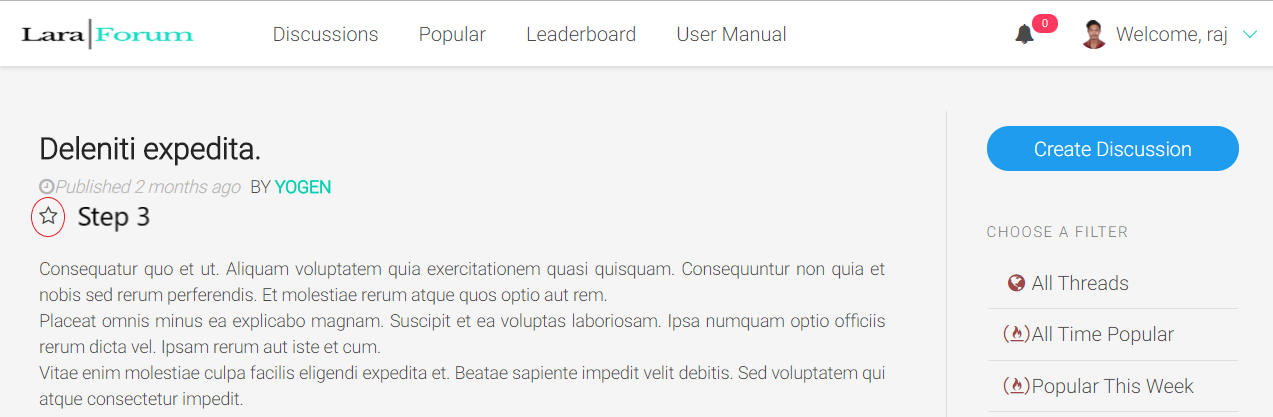 Lara|Forum
Discussions
Popular
Leaderboard
User Manual
0
Welcome, raj
Deleniti expedita.
Published 2 months ago BY YOGEN
Step 3
Consequatur quo et ut. Aliquam voluptatem quia exercitationem quasi quisquam. Consequuntur non quia et
nobis sed rerum perferendis. Et molestiae rerum atque quos optio aut rem.
Placeat omnis minus ea explicabo magnam. Suscipit et ea voluptas laboriosam. Ipsa numquam optio officiis
rerum dicta vel. Ipsam rerum aut iste et cum.
Vitae enim molestiae culpa facilis eligendi expedita et. Beatae sapiente impedit velit debitis. Sed voluptatem qui
atque consectetur impedit.
Create Discussion
CHOOSE A FILTER
All Threads
All Time Popular
Popular This Week